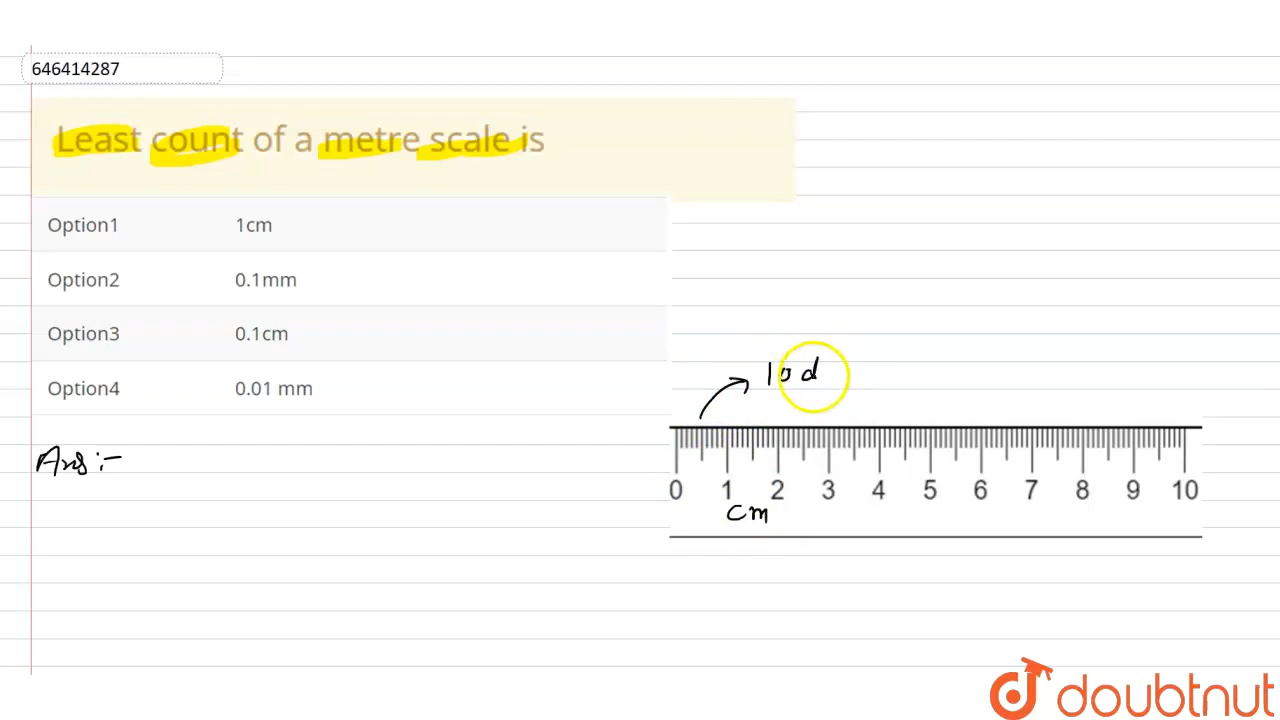 646414287
Least count of a metre scale is
Option1 1cm
Option2 0.1mm
Option3 0.1cm
Option4 0.01 mm
10 d
Ans :-
0 1 2 3 4 5 6 7 8 9 10
cm
doubtnut